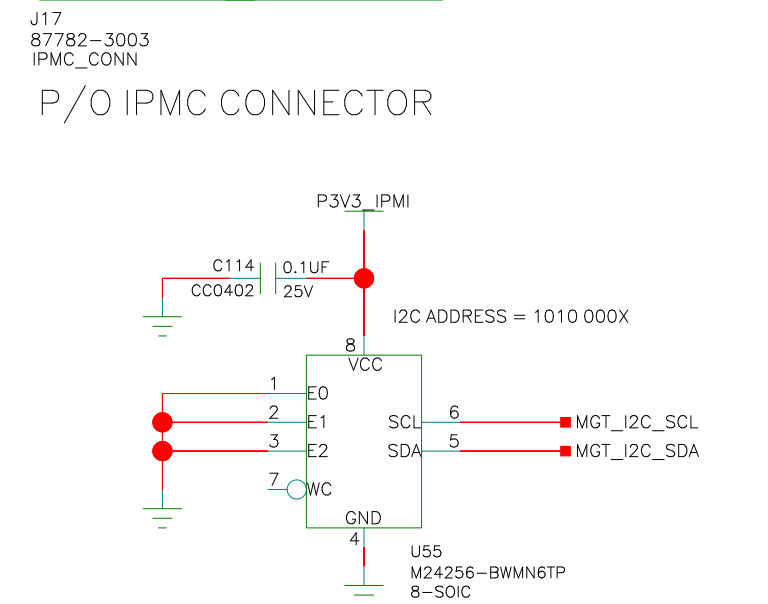 J17
87782-3003
IPMC_CONN
P/O IPMC CONNECTOR
P3V3_IPMI
C114 0.1UF
CC0402 25V
I2C ADDRESS = 1010 000X
8
VCC
1 E0
2 E1 SCL 6 MGT_I2C_SCL
3 E2 SDA 5 MGT_I2C_SDA
7 WC
GND
4
U55
M24256-BWMN6TP
8-SOIC